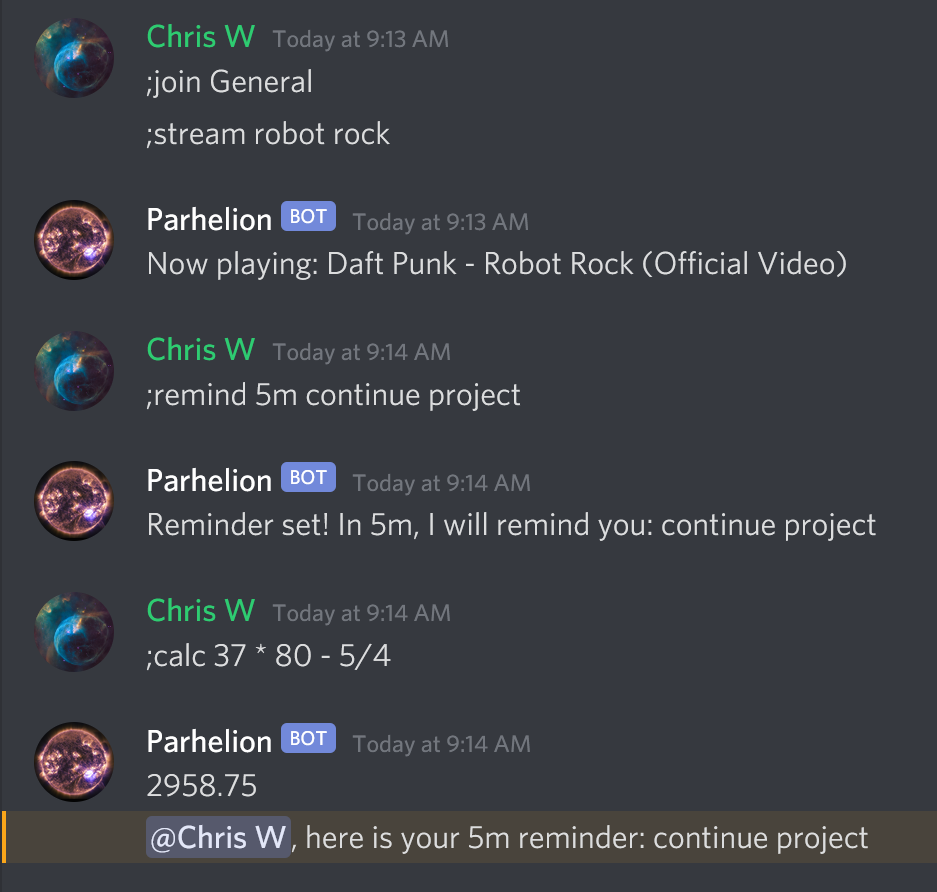 Chris W Today at 9:13 AM
;join General
;stream robot rock
Parhelion BOT Today at 9:13 AM
Now playing: Daft Punk - Robot Rock (Official Video)
Chris W Today at 9:14 AM
;remind 5m continue project
Parhelion BOT Today at 9:14 AM
Reminder set! In 5m, I will remind you: continue project
Chris W Today at 9:14 AM
;calc 37 * 80 - 5/4
Parhelion BOT Today at 9:14 AM
2958.75
@Chris W, here is your 5m reminder: continue project